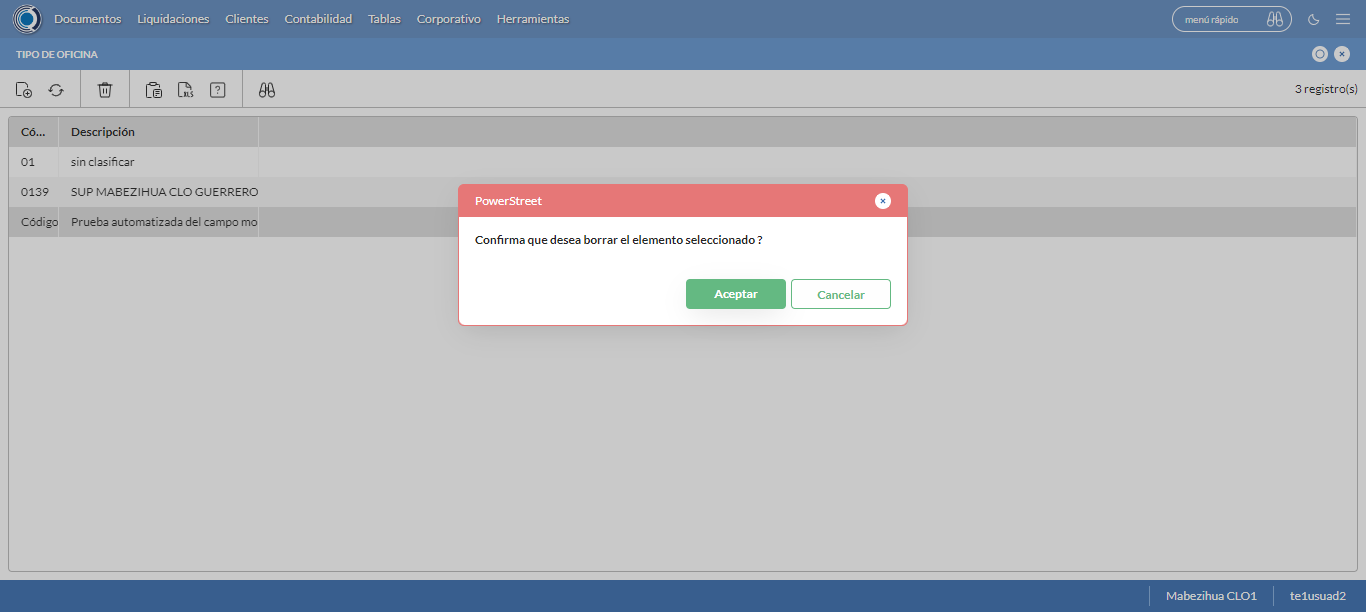 Documentos Liquidaciones Clientes Contabilidad Tablas Corporativo Herramientas menú rápido
TIPO DE OFICINA
XLS ? 3 registro(s)
Có... Descripción
01 sin clasificar
0139 SUP MABEZIHUA CLO GUERRERO
Código Prueba automatizada del campo mo
PowerStreet
Confirma que desea borrar el elemento seleccionado ?
Aceptar Cancelar
Mabezihua CLO1 te1usuad2